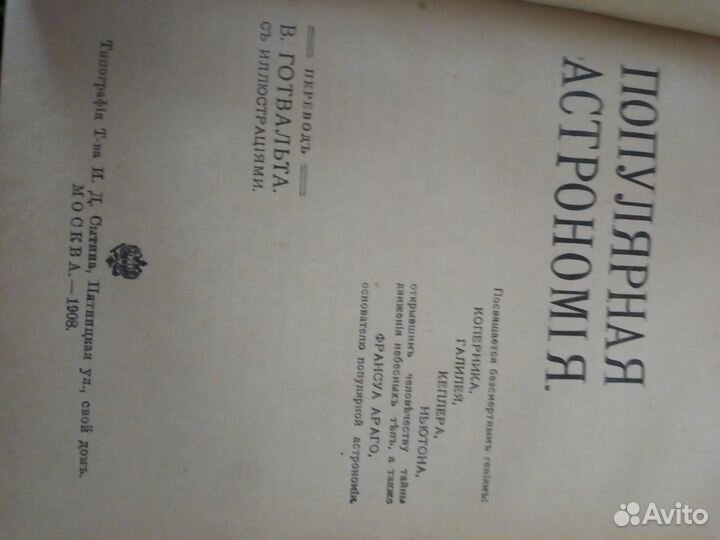 ПОПУЛЯРНАЯ
АСТРОНОМІЯ.
Посвящается безсмертнымъ геніямъ:
КОПЕРНИКА,
ГАЛИЛЕЯ,
КЕПЛЕРА,
НЬЮТОНА,
открывшимъ человѣчеству тайны
движенія небесныхъ тѣлъ, а также
ФРАНСУА АРАГО,
основателю популярной астрономіи.
ПЕРЕВОДЪ
В. ГОТВАЛЬТА.
СЪ ИЛЛЮСТРАЦІЯМИ.
Типографія Т-ва И. Д. Сытина, Пятницкая ул., свой домъ.
МОСКВА.—1908.
Avito